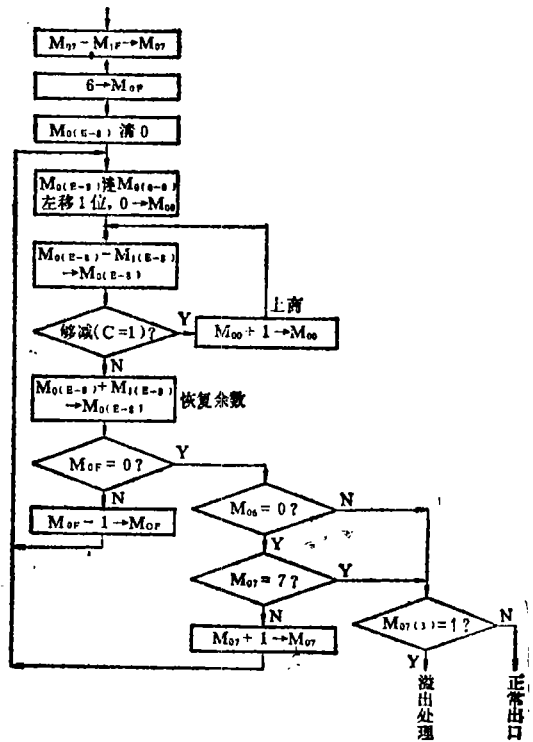 M₀₇－M₁F→M₀₇
6→M₀F
M₀(E-8) 清0
M₀(E-8)连M₀(6-0)
左移1位，0→M₀₀
M₀(E-8)－M₁(E-8)
→M₀(E-8)
上商
够减(C=1)?
Y
M₀₀＋1→M₀₀
N
M₀(E-8)＋M₁(E-8)
→M₀(E-8)
恢复余数
M₀F＝0?
Y
N
M₀F－1→M₀F
M₀₆＝0?
N
Y
M₀₇＝7?
Y
N
M₀₇＋1→M₀₇
M₀₇(3)＝1?
N
Y
溢出处理
正常出口